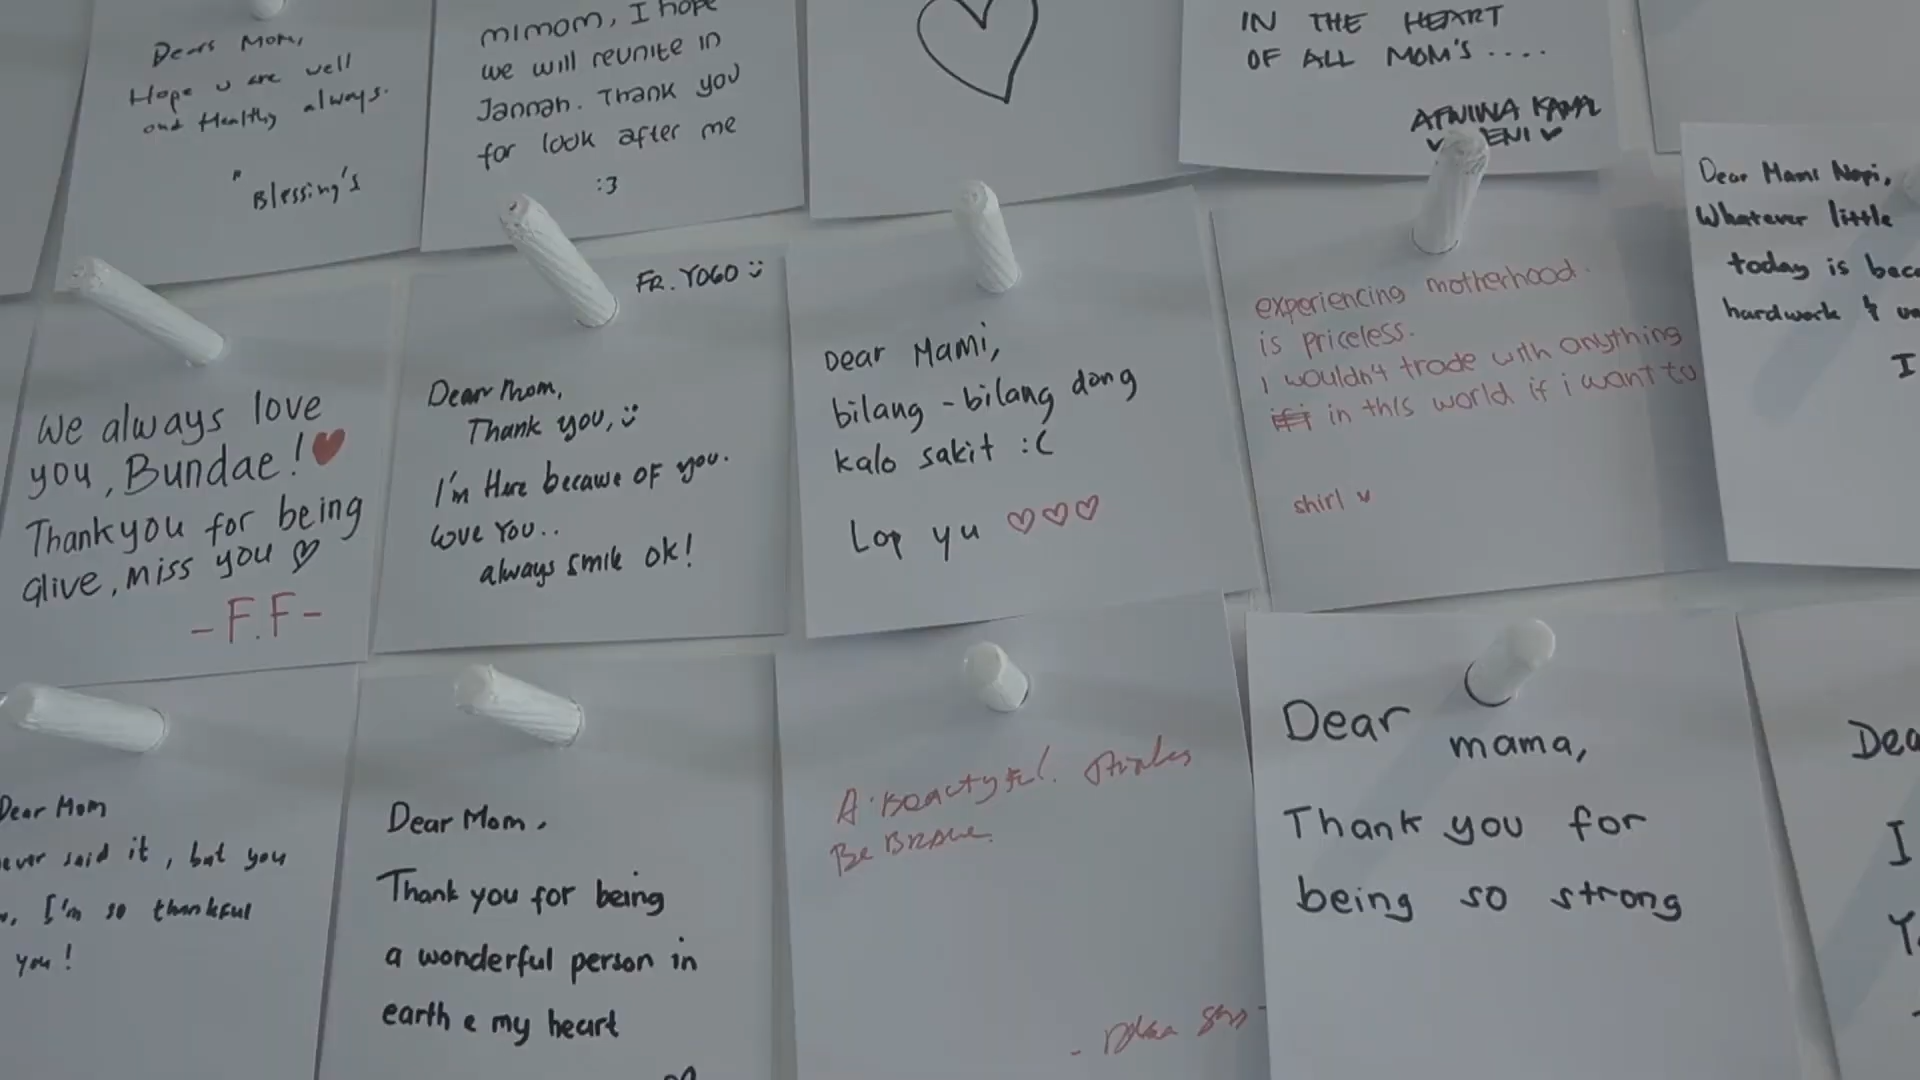 Dears Mom,
Hope u are well
and Healthy always.
" Blessing's
mimom, I hope
we will reunite in
Jannah. Thank you
for look after me
:3
IN THE HEART
OF ALL MOM'S ....
AFNINA KAMAL
ENI
Dear Mami Nopi,
Whatever little
today is beca
hardwork &
I
We always love
you, Bundae!
Thank you for being
alive, miss you
- F.F -
FR. YOGO
Dear Mom,
Thank you,
I'm Here because OF you.
Love You..
always smile ok!
Dear Mami,
bilang - bilang dong
kalo sakit :(
Lop yu
experiencing motherhood.
is priceless.
I wouldn't trade with anything
in this world if i want to
shirl
Dear Mom
ever said it, but you
I'm so thankful
you!
Dear Mom,
Thank you for being
a wonderful person in
earth e my heart
A
Be Brave.
Dear
mama,
Thank you for
being so strong
Dea
I